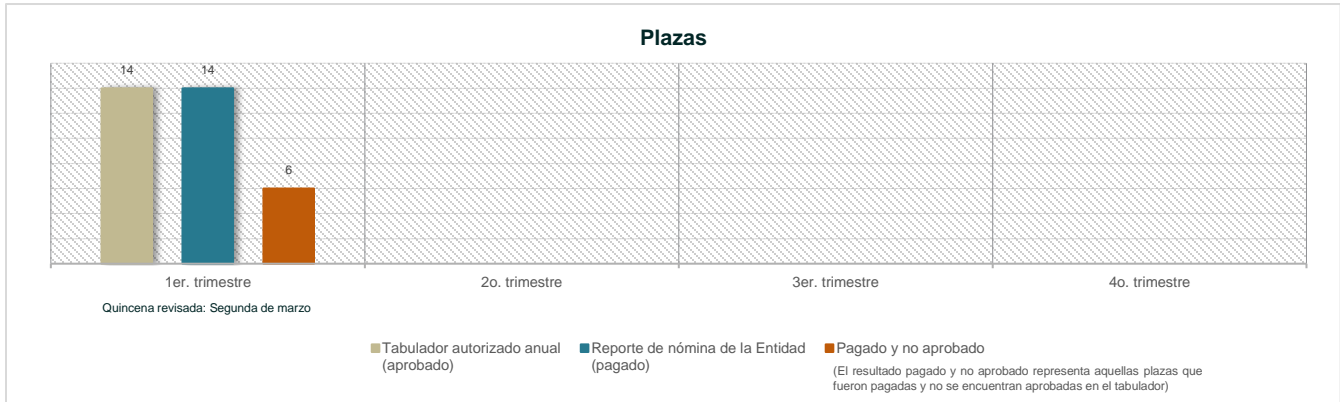 Plazas
14
14
6
1er. trimestre
2o. trimestre
3er. trimestre
4o. trimestre
Quincena revisada: Segunda de marzo
Tabulador autorizado anual
(aprobado)
Reporte de nómina de la Entidad
(pagado)
Pagado y no aprobado
(El resultado pagado y no aprobado representa aquellas plazas que
fueron pagadas y no se encuentran aprobadas en el tabulador)